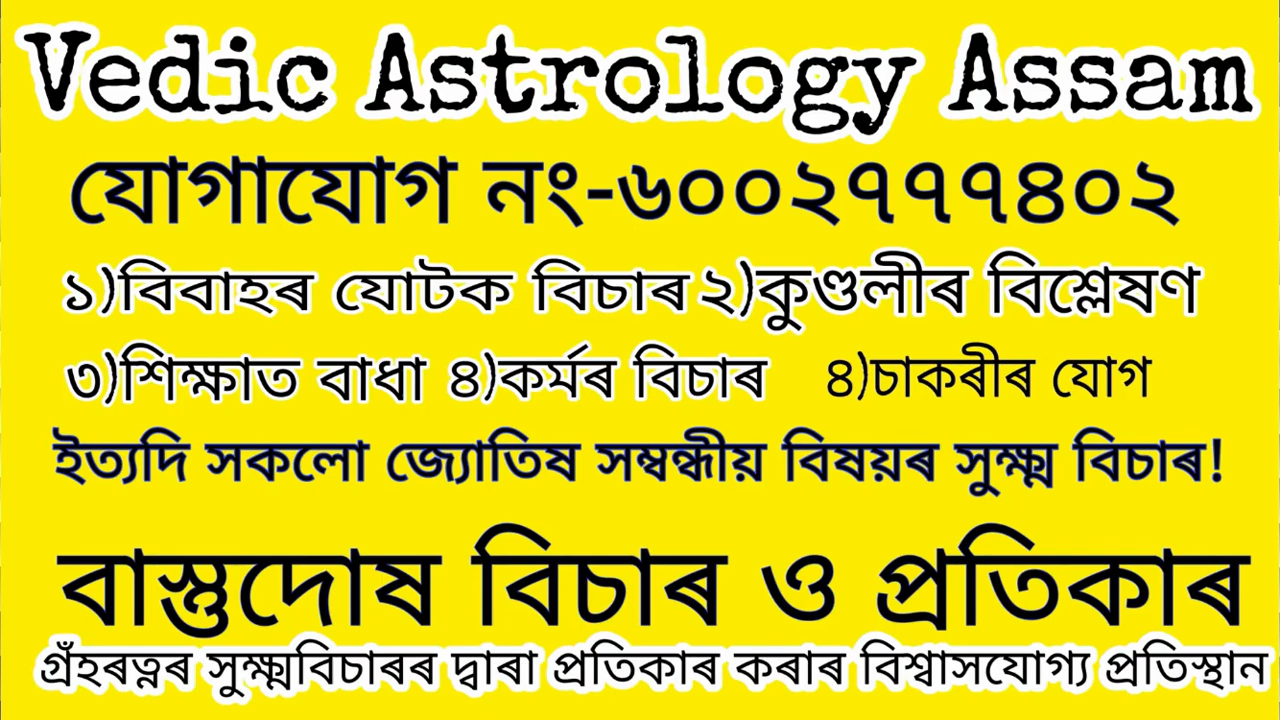 Vedic Astrology Assam
যোগাযোগ নং-৬০০২৭৭৭৪০২
১)বিবাহৰ যোটক বিচাৰ ২)কুণ্ডলীৰ বিশ্লেষণ
৩)শিক্ষাত বাধা ৪)কৰ্মৰ বিচাৰ ৪)চাকৰীৰ যোগ
ইত্যদি সকলো জ্যোতিষ সম্বন্ধীয় বিষয়ৰ সুক্ষ্ম বিচাৰ!
বাস্তুদোষ বিচাৰ ও প্ৰতিকাৰ
গ্ৰঁহৰত্নৰ সুক্ষ্মবিচাৰৰ দ্বাৰা প্ৰতিকাৰ কৰাৰ বিশ্বাসযোগ্য প্ৰতিস্থান